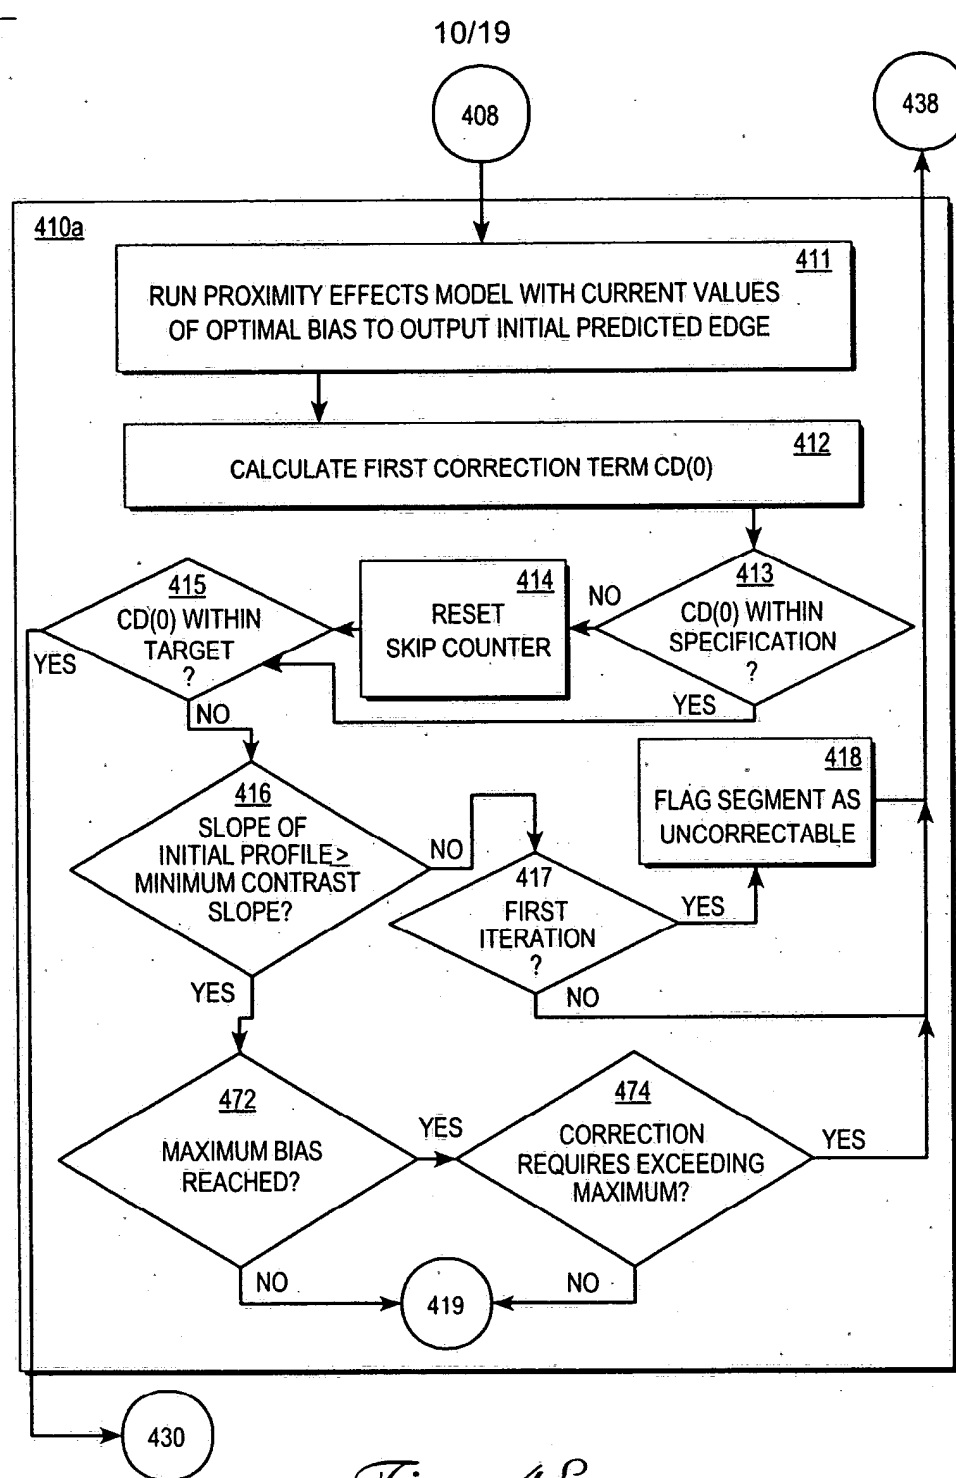 10/19
408
438
410a
411
RUN PROXIMITY EFFECTS MODEL WITH CURRENT VALUES
OF OPTIMAL BIAS TO OUTPUT INITIAL PREDICTED EDGE
412
CALCULATE FIRST CORRECTION TERM CD(0)
413
CD(0) WITHIN
SPECIFICATION
?
NO
YES
414
RESET
SKIP COUNTER
415
CD(0) WITHIN
TARGET
?
YES
NO
416
SLOPE OF
INITIAL PROFILE≥
MINIMUM CONTRAST
SLOPE?
NO
YES
417
FIRST
ITERATION
?
YES
NO
418
FLAG SEGMENT AS
UNCORRECTABLE
472
MAXIMUM BIAS
REACHED?
YES
NO
474
CORRECTION
REQUIRES EXCEEDING
MAXIMUM?
YES
NO
419
430